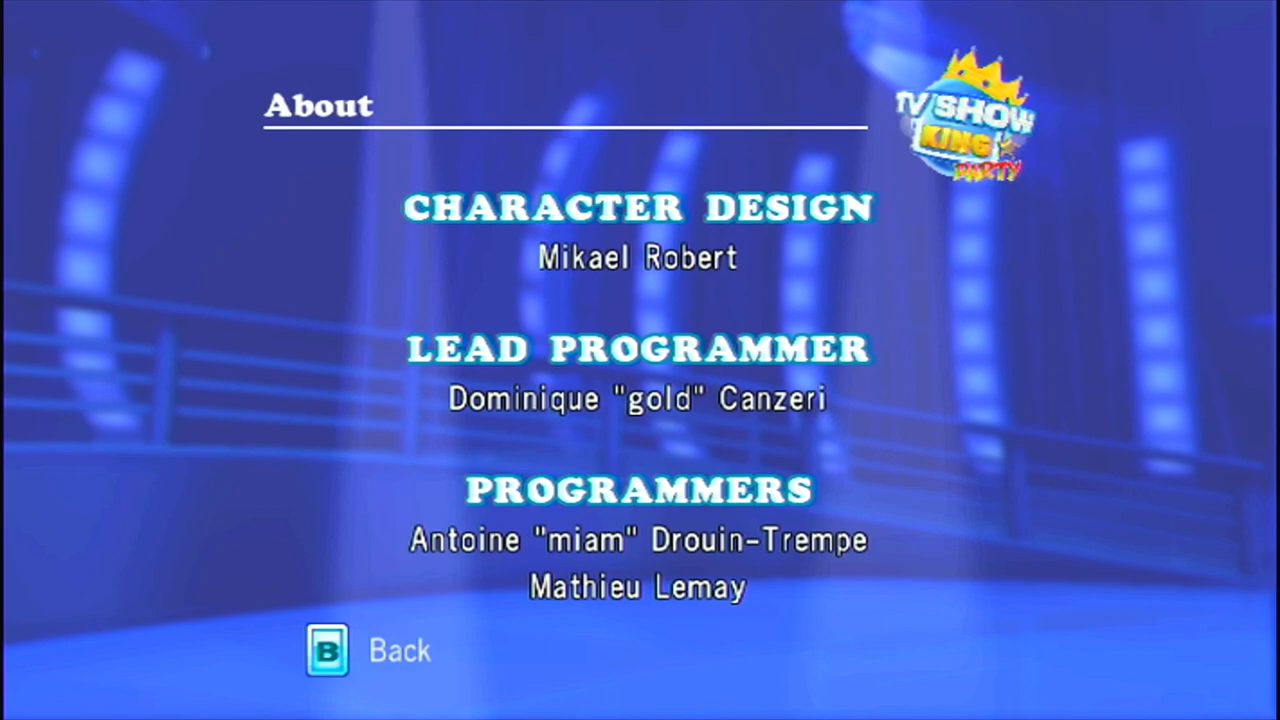 About
TV SHOW
KING
PARTY
CHARACTER DESIGN
Mikael Robert
LEAD PROGRAMMER
Dominique "gold" Canzeri
PROGRAMMERS
Antoine "miam" Drouin-Trempe
Mathieu Lemay
B Back